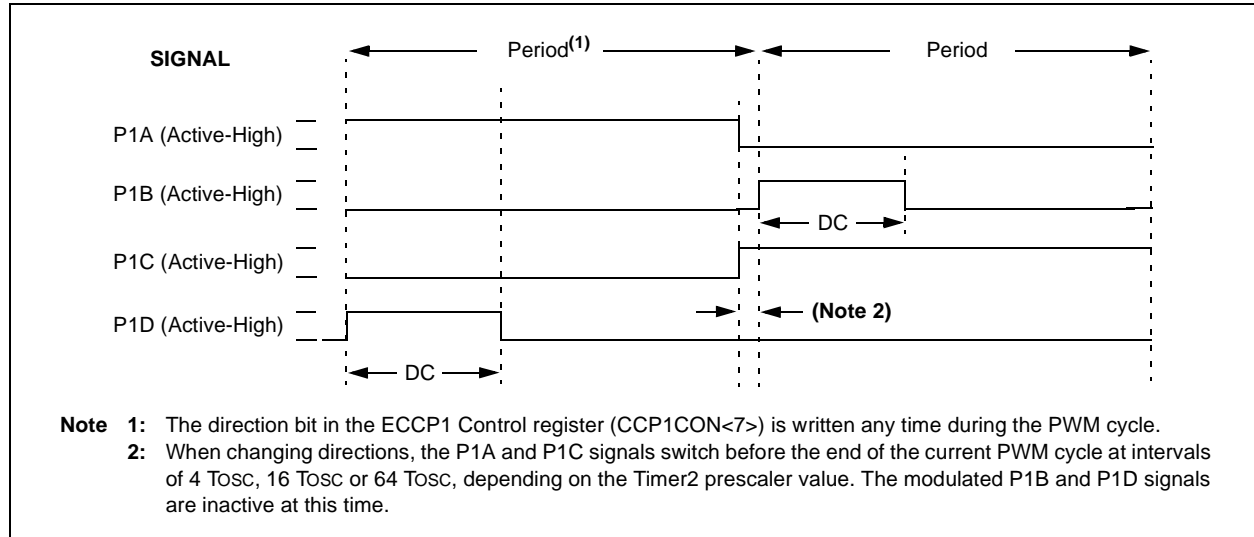 SIGNAL
Period(1)
Period
P1A (Active-High)
P1B (Active-High)
DC
P1C (Active-High)
P1D (Active-High)
(Note 2)
DC
Note 1: The direction bit in the ECCP1 Control register (CCP1CON<7>) is written any time during the PWM cycle.
2: When changing directions, the P1A and P1C signals switch before the end of the current PWM cycle at intervals
of 4 TOSC, 16 TOSC or 64 TOSC, depending on the Timer2 prescaler value. The modulated P1B and P1D signals
are inactive at this time.